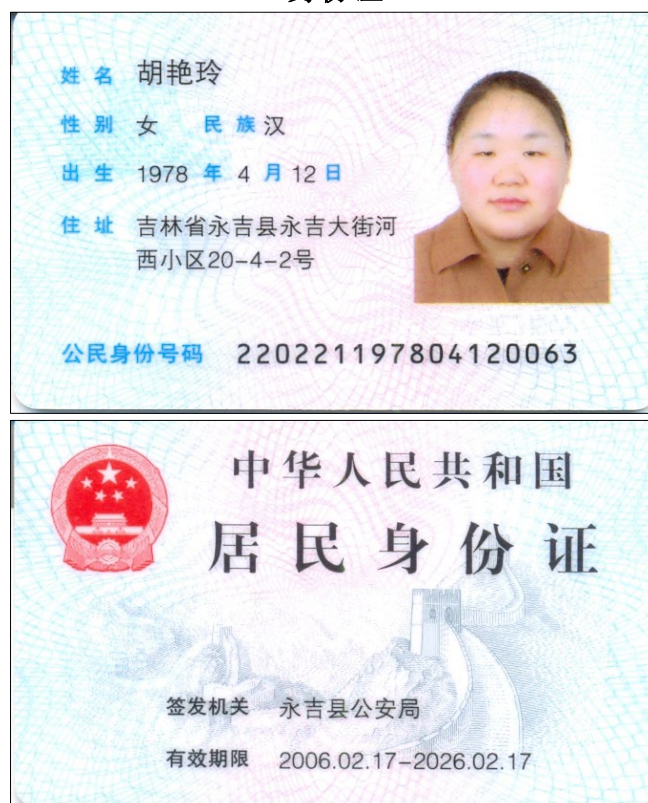 姓 名 胡艳玲
性 别 女 民 族 汉
出 生 1978 年 4 月 12 日
住 址 吉林省永吉县永吉大街河
西小区20-4-2号
公民身份号码 220221197804120063
中华人民共和国
居民身份证
签发机关 永吉县公安局
有效期限 2006.02.17-2026.02.17